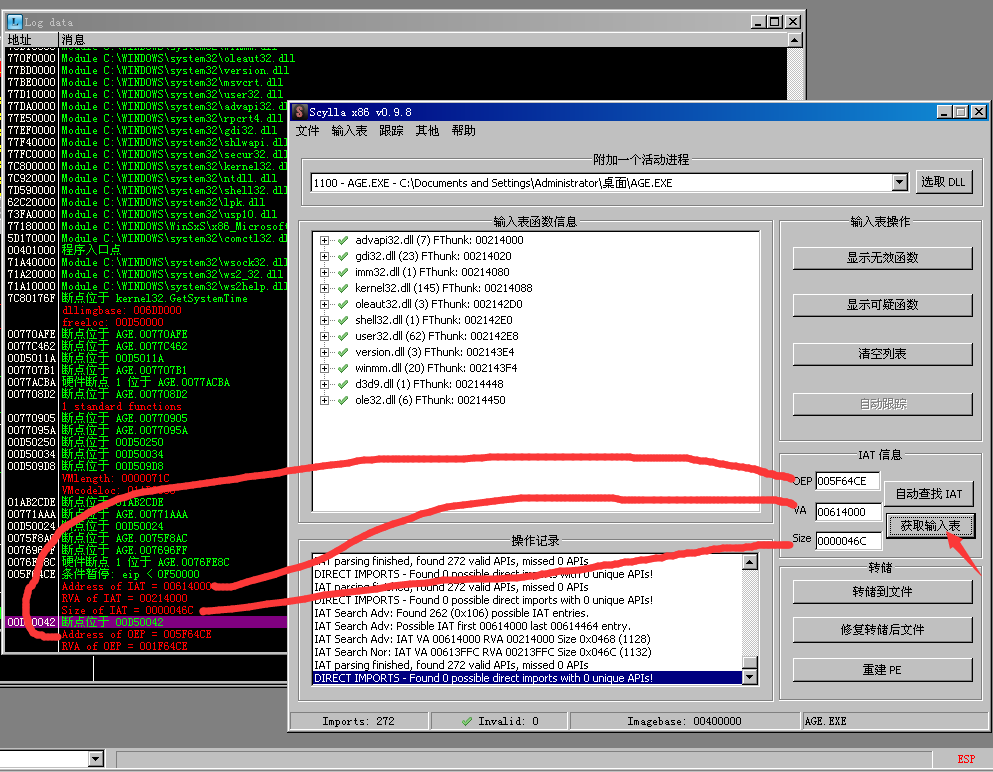 Log data
地址 消息
Module C:\WINDOWS\system32\winmm.dll
770F0000 Module C:\WINDOWS\system32\oleaut32.dll
77BD0000 Module C:\WINDOWS\system32\version.dll
77BE0000 Module C:\WINDOWS\system32\msvcrt.dll
77D10000 Module C:\WINDOWS\system32\user32.dll
77DA0000 Module C:\WINDOWS\system32\advapi32.dl
77E50000 Module C:\WINDOWS\system32\rpcrt4.dll
77EF0000 Module C:\WINDOWS\system32\gdi32.dll
77F40000 Module C:\WINDOWS\system32\shlwapi.dll
77FC0000 Module C:\WINDOWS\system32\secur32.dll
7C800000 Module C:\WINDOWS\system32\kernel32.dl
7C920000 Module C:\WINDOWS\system32\ntdll.dll
7D590000 Module C:\WINDOWS\system32\shell32.dll
62C20000 Module C:\WINDOWS\system32\lpk.dll
73FA0000 Module C:\WINDOWS\system32\usp10.dll
77180000 Module C:\WINDOWS\WinSxS\x86_Microsoft
5D170000 Module C:\WINDOWS\system32\comctl32.dl
00401000 程序入口点
71A40000 Module C:\WINDOWS\system32\wsock32.dll
71A20000 Module C:\WINDOWS\system32\ws2_32.dll
71A10000 Module C:\WINDOWS\system32\ws2help.dll
7C80176F 断点位于 kernel32.GetSystemTime
dllimgbase: 006DD000
freeloc: 00D50000
00770AFE 断点位于 AGE.00770AFE
0077C462 断点位于 AGE.0077C462
00D5011A 断点位于 00D5011A
007707B1 断点位于 AGE.007707B1
0077ACBA 硬件断点 1 位于 AGE.0077ACBA
007708D2 断点位于 AGE.007708D2
1 standard functions
00770905 断点位于 AGE.00770905
0077095A 断点位于 AGE.0077095A
00D50250 断点位于 00D50250
00D50034 断点位于 00D50034
00D509D8 断点位于 00D509D8
VMlength: 0000071C
VMcodeloc:
01AB2CDE 断点位于 01AB2CDE
00771AAA 断点位于 AGE.00771AAA
00D50024 断点位于 00D50024
0075F8AC 断点位于 AGE.0075F8AC
007696FF 断点位于 AGE.007696FF
0076FE8C 硬件断点 1 位于 AGE.0076FE8C
005F64CE 条件暂停: eip < 0F50000
Address of IAT = 00614000
RVA of IAT = 00214000
Size of IAT = 0000046C
00D50042 断点位于 00D50042
Address of OEP = 005F64CE
RVA of OEP = 001F64CE
Scylla x86 v0.9.8
文件 输入表 跟踪 其他 帮助
附加一个活动进程
1100 - AGE.EXE - C:\Documents and Settings\Administrator\桌面\AGE.EXE
选取 DLL
输入表函数信息
advapi32.dll (7) FThunk: 00214000
gdi32.dll (23) FThunk: 00214020
imm32.dll (1) FThunk: 00214080
kernel32.dll (145) FThunk: 00214088
oleaut32.dll (3) FThunk: 002142D0
shell32.dll (1) FThunk: 002142E0
user32.dll (62) FThunk: 002142E8
version.dll (3) FThunk: 002143E4
winmm.dll (20) FThunk: 002143F4
d3d9.dll (1) FThunk: 00214448
ole32.dll (6) FThunk: 00214450
输入表操作
显示无效函数
显示可疑函数
清空列表
自动跟踪
IAT 信息
OEP 005F64CE
VA 00614000
Size 0000046C
自动查找 IAT
获取输入表
操作记录
IAT parsing finished, found 272 valid APIs, missed 0 APIs
DIRECT IMPORTS - Found 0 possible direct imports with 0 unique APIs!
IAT parsing finished, found 272 valid APIs, missed 0 APIs
DIRECT IMPORTS - Found 0 possible direct imports with 0 unique APIs!
IAT Search Adv: Found 262 (0x106) possible IAT entries.
IAT Search Adv: Possible IAT first 00614000 last 00614464 entry.
IAT Search Adv: IAT VA 00614000 RVA 00214000 Size 0x0468 (1128)
IAT Search Nor: IAT VA 00613FFC RVA 00213FFC Size 0x046C (1132)
IAT parsing finished, found 272 valid APIs, missed 0 APIs
DIRECT IMPORTS - Found 0 possible direct imports with 0 unique APIs!
转储
转储到文件
修复转储后文件
重建 PE
Imports: 272
Invalid: 0
Imagebase: 00400000
AGE.EXE
ESP